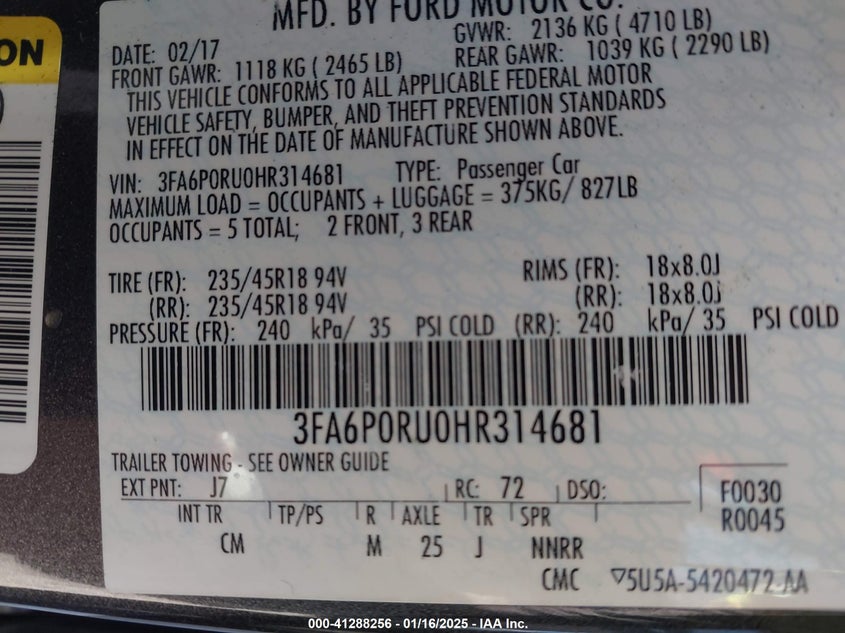 MFD. BY FORD MOTOR CO.
ON
DATE: 02/17 GVWR: 2136 KG ( 4710 LB)
FRONT GAWR: 1118 KG ( 2465 LB) REAR GAWR: 1039 KG ( 2290 LB)
THIS VEHICLE CONFORMS TO ALL APPLICABLE FEDERAL MOTOR
VEHICLE SAFETY, BUMPER, AND THEFT PREVENTION STANDARDS
IN EFFECT ON THE DATE OF MANUFACTURE SHOWN ABOVE.
VIN: 3FA6P0RU0HR314681 TYPE: Passenger Car
MAXIMUM LOAD = OCCUPANTS + LUGGAGE = 375KG/ 827LB
OCCUPANTS = 5 TOTAL; 2 FRONT, 3 REAR
TIRE (FR): 235/45R18 94V RIMS (FR): 18x8.0J
(RR): 235/45R18 94V (RR): 18x8.0J
PRESSURE (FR): 240 kPa/ 35 PSI COLD (RR): 240 kPa/ 35 PSI COLD
3FA6P0RU0HR314681
TRAILER TOWING - SEE OWNER GUIDE
EXT PNT: J7 RC: 72 DSO: F0030
INT TR TP/PS R AXLE TR SPR R0045
CM M 25 J NNRR
CMC ▽5U5A-5420472-AA
000-41288256 - 01/16/2025 - IAA Inc.